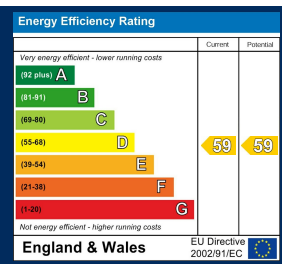 Energy Efficiency Rating
Current Potential
Very energy efficient - lower running costs
(92 plus) A
(81-91) B
(69-80) C
(55-68) D 59 59
(39-54) E
(21-38) F
(1-20) G
Not energy efficient - higher running costs
England & Wales
EU Directive
2002/91/EC